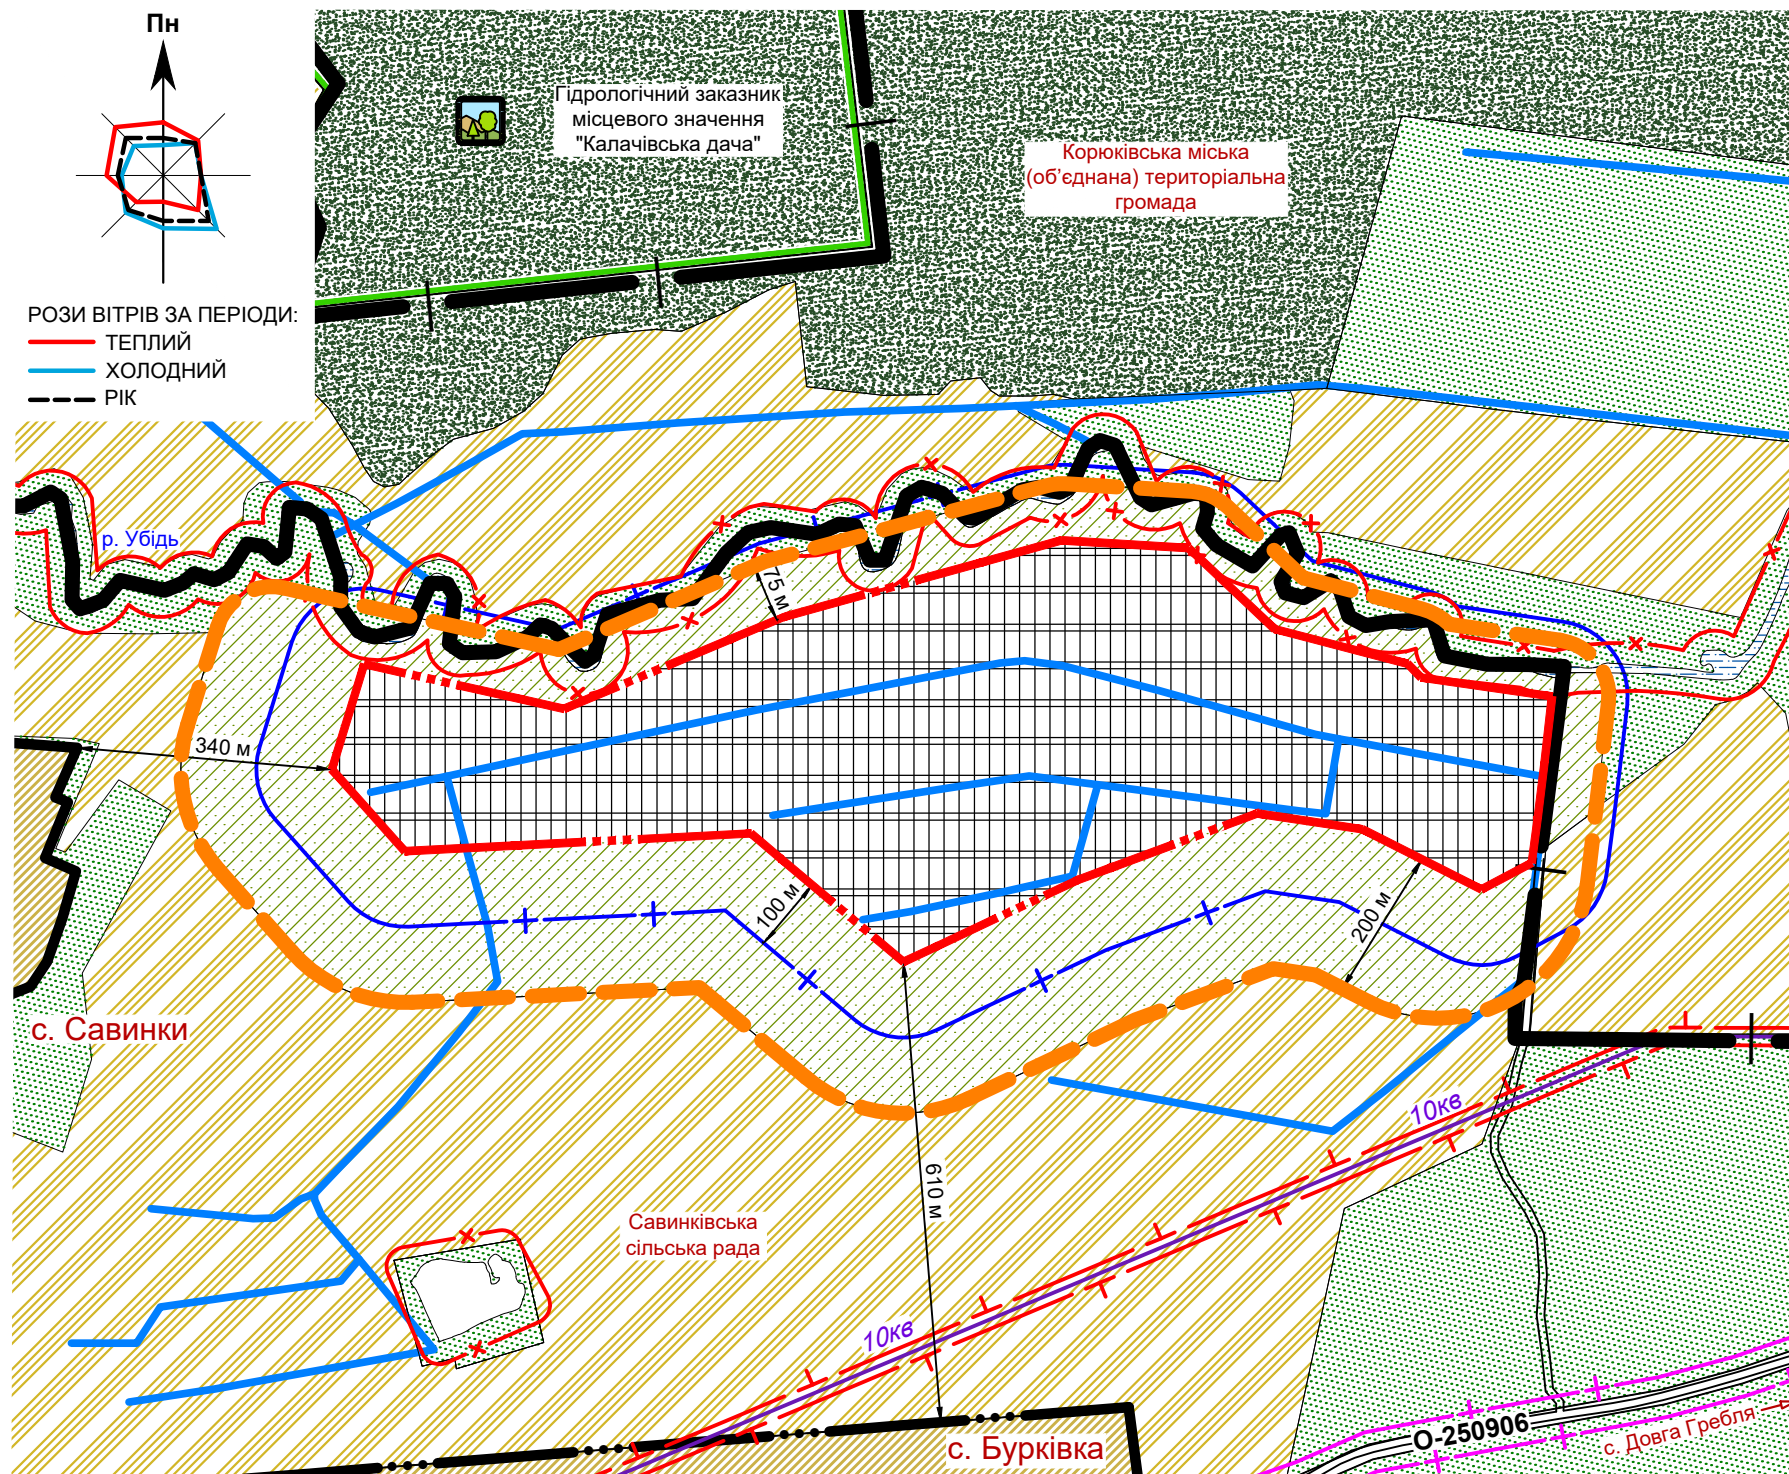 Пн
РОЗИ ВІТРІВ ЗА ПЕРІОДИ:
ТЕПЛИЙ
ХОЛОДНИЙ
РІК
Гідрологічний заказник
місцевого значення
"Калачівська дача"
Корюківська міська
(об'єднана) територіальна
громада
р. Убідь
75 м
340 м
100 м
200 м
с. Савинки
610 м
10кв
Савинківська
сільська рада
10кв
с. Бурківка
О-250906
с. Довга Гребля